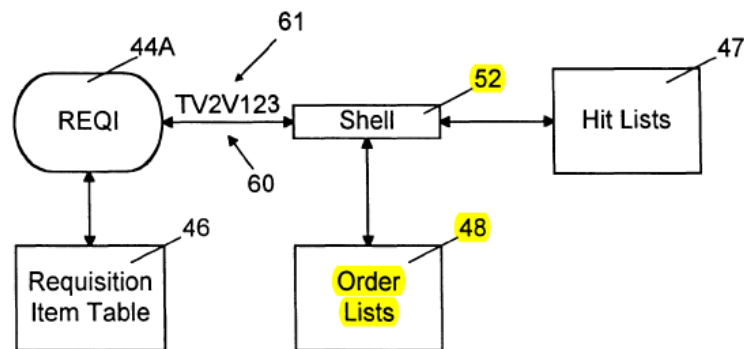 61
44A
52
47
TV2V123
REQI
Shell
Hit Lists
60
46
48
Requisition
Item Table
Order
Lists